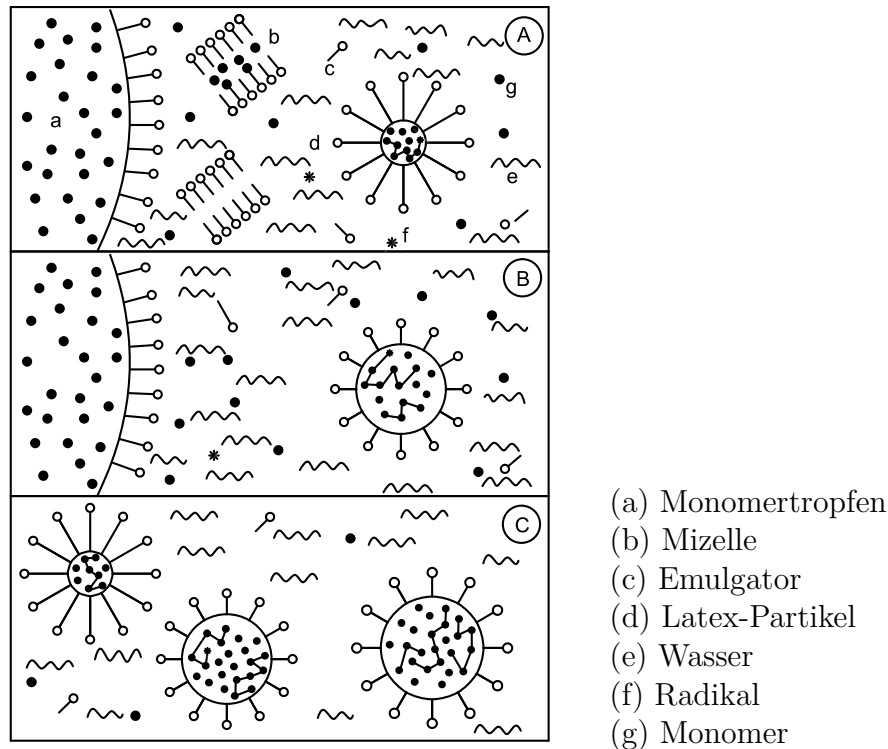 A
b
c
g
a
d
e
f
B
C
(a) Monomertropfen
(b) Mizelle
(c) Emulgator
(d) Latex-Partikel
(e) Wasser
(f) Radikal
(g) Monomer